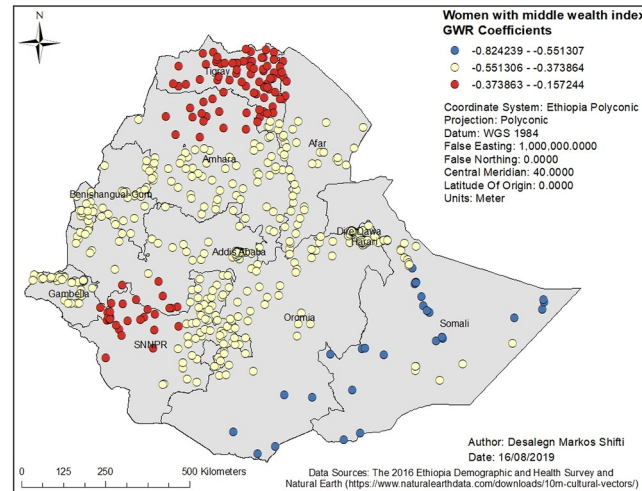 N
Women with middle wealth index
GWR Coefficients
-0.824239 - -0.551307
-0.551306 - -0.373864
-0.373863 - -0.157244
Coordinate System: Ethiopia Polyconic
Projection: Polyconic
Datum: WGS 1984
False Easting: 1,000,000.0000
False Northing: 0.0000
Central Meridian: 40.0000
Latitude Of Origin: 0.0000
Units: Meter
Tigray
Afar
Amhara
Benishangual-Gum
Dire Dawa
Harari
Addis Ababa
Gambella
Oromia
Somali
SNNPR
0 125 250 500 Kilometers
Author: Desalegn Markos Shifti
Date: 16/08/2019
Data Sources: The 2016 Ethiopia Demographic and Health Survey and
Natural Earth (https://www.naturalearthdata.com/downloads/10m-cultural-vectors/)